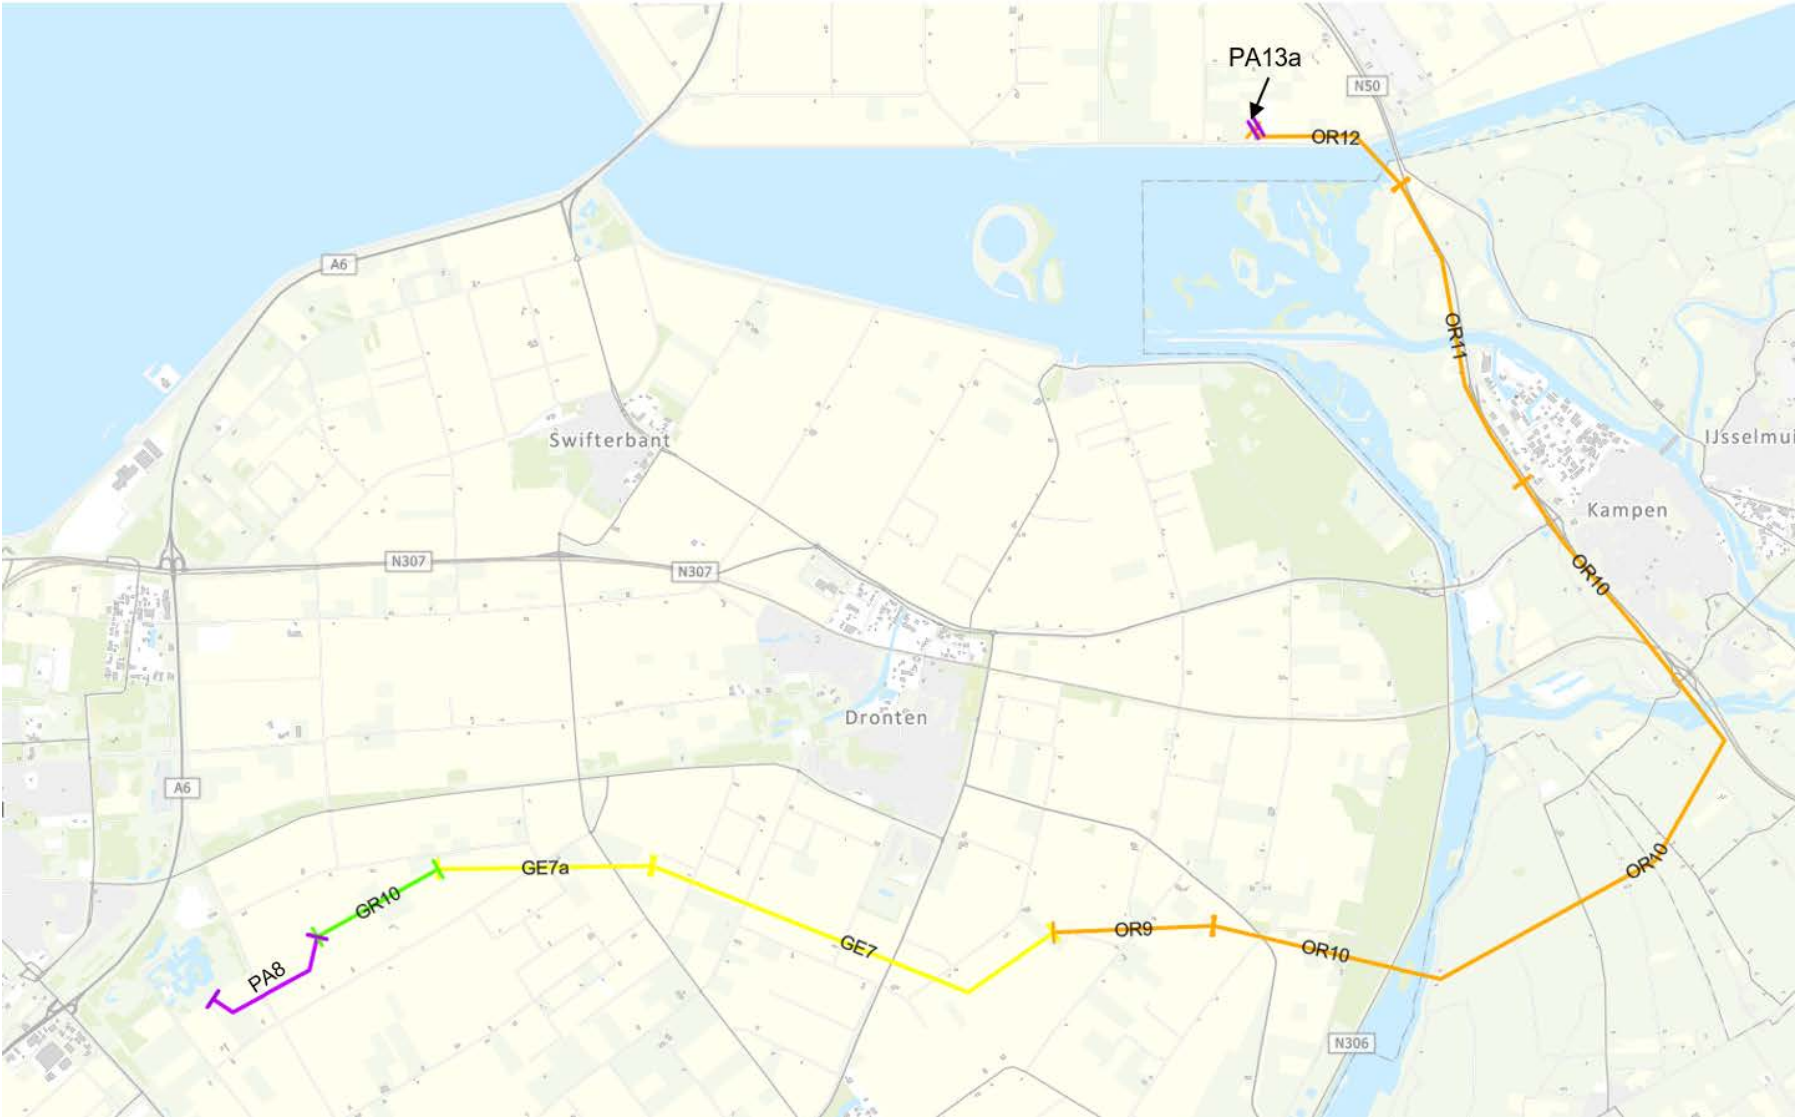 PA13a
N50
OR12
A6
OR11
Swifterbant
IJsselmui
Kampen
N307
N307
OR10
Dronten
A6
OR10
GE7a
GR10
OR9
GE7
OR10
PA8
N306